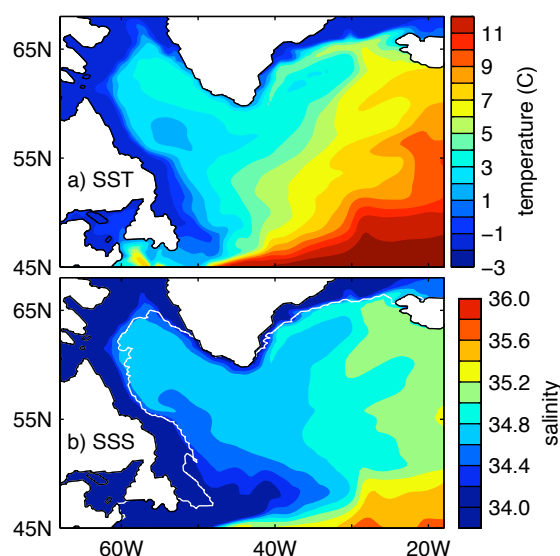 65N
55N
45N
a) SST
11
9
7
5
3
1
−1
−3
temperature (C)
65N
55N
45N
b) SSS
60W
40W
20W
36.0
35.6
35.2
34.8
34.4
34.0
salinity